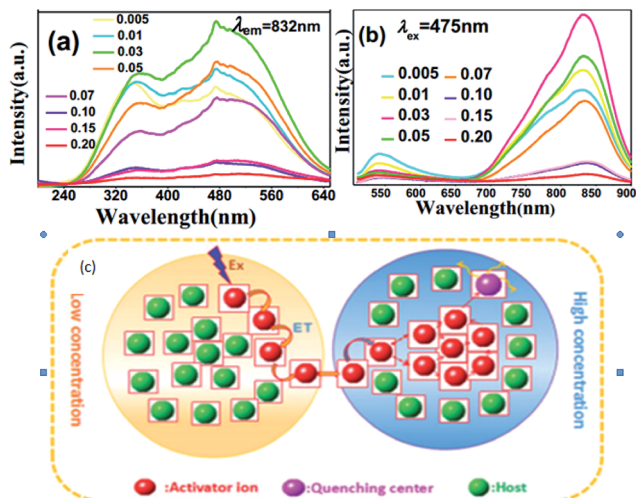 (a)
λem=832nm
0.005
0.01
0.03
0.05
0.07
0.10
0.15
0.20
Intensity(a.u.)
240 320 400 480 560 640
Wavelength(nm)
(b)
λex=475nm
0.005 0.07
0.01 0.10
0.03 0.15
0.05 0.20
Intensity(a.u.)
550 600 650 700 750 800 850 900
Wavelength(nm)
(c)
Low concentration
Ex
ET
High concentration
:Activator ion :Quenching center :Host